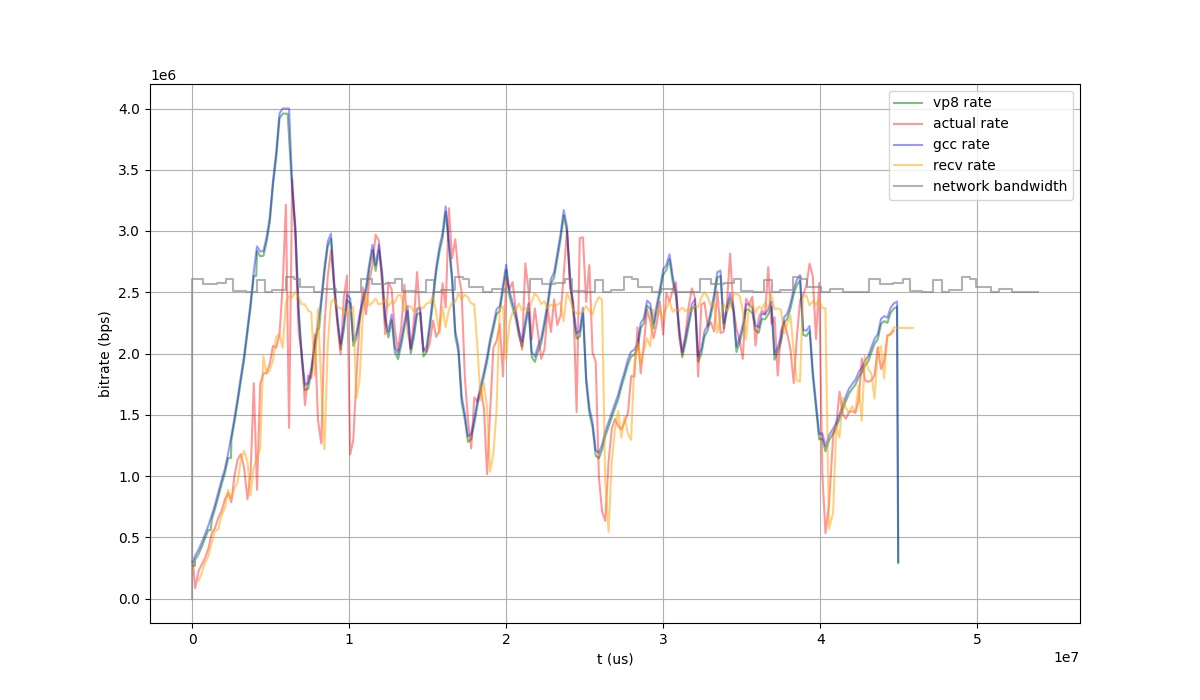 1e6
4.0
3.5
3.0
2.5
2.0
1.5
1.0
0.5
0.0
bitrate (bps)
vp8 rate
actual rate
gcc rate
recv rate
network bandwidth
0 1 2 3 4 5
t (us)
1e7